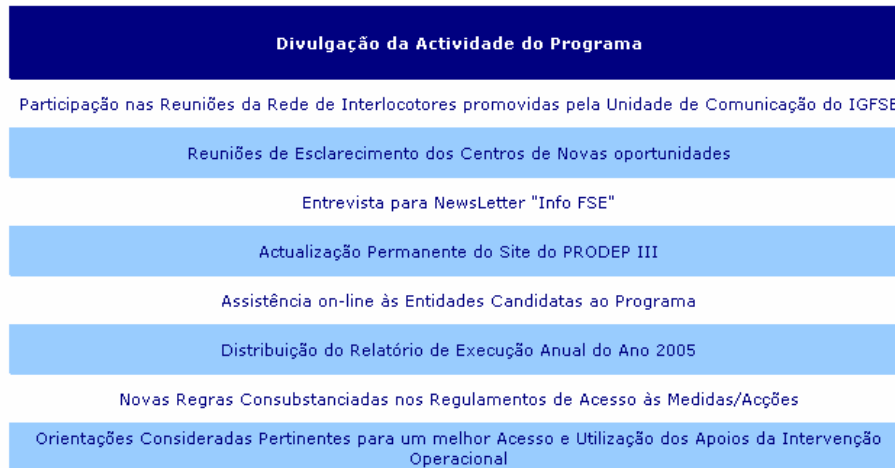 Divulgação da Actividade do Programa
Participação nas Reuniões da Rede de Interlocotores promovidas pela Unidade de Comunicação do IGFSE
Reuniões de Esclarecimento dos Centros de Novas oportunidades
Entrevista para NewsLetter "Info FSE"
Actualização Permanente do Site do PRODEP III
Assistência on-line às Entidades Candidatas ao Programa
Distribuição do Relatório de Execução Anual do Ano 2005
Novas Regras Consubstanciadas nos Regulamentos de Acesso às Medidas/Acções
Orientações Consideradas Pertinentes para um melhor Acesso e Utilização dos Apoios da Intervenção
Operacional